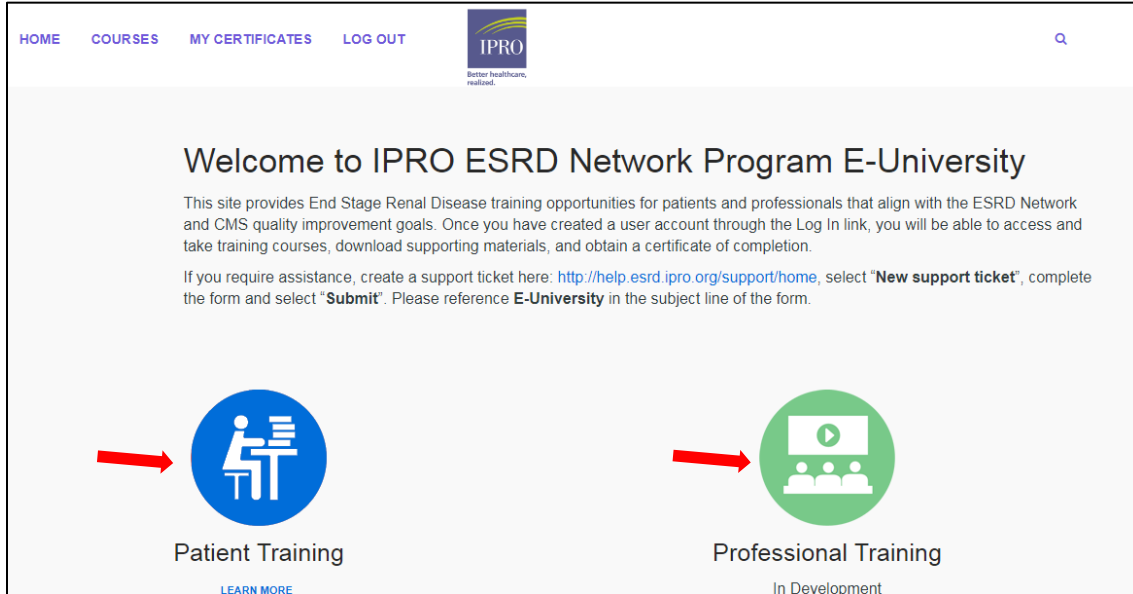 HOME COURSES MY CERTIFICATES LOG OUT
IPRO
Better healthcare,
realized.
Welcome to IPRO ESRD Network Program E-University
This site provides End Stage Renal Disease training opportunities for patients and professionals that align with the ESRD Network
and CMS quality improvement goals. Once you have created a user account through the Log In link, you will be able to access and
take training courses, download supporting materials, and obtain a certificate of completion.
If you require assistance, create a support ticket here: http://help.esrd.ipro.org/support/home, select “New support ticket”, complete
the form and select “Submit”. Please reference E-University in the subject line of the form.
Patient Training
Professional Training
LEARN MORE
In Development